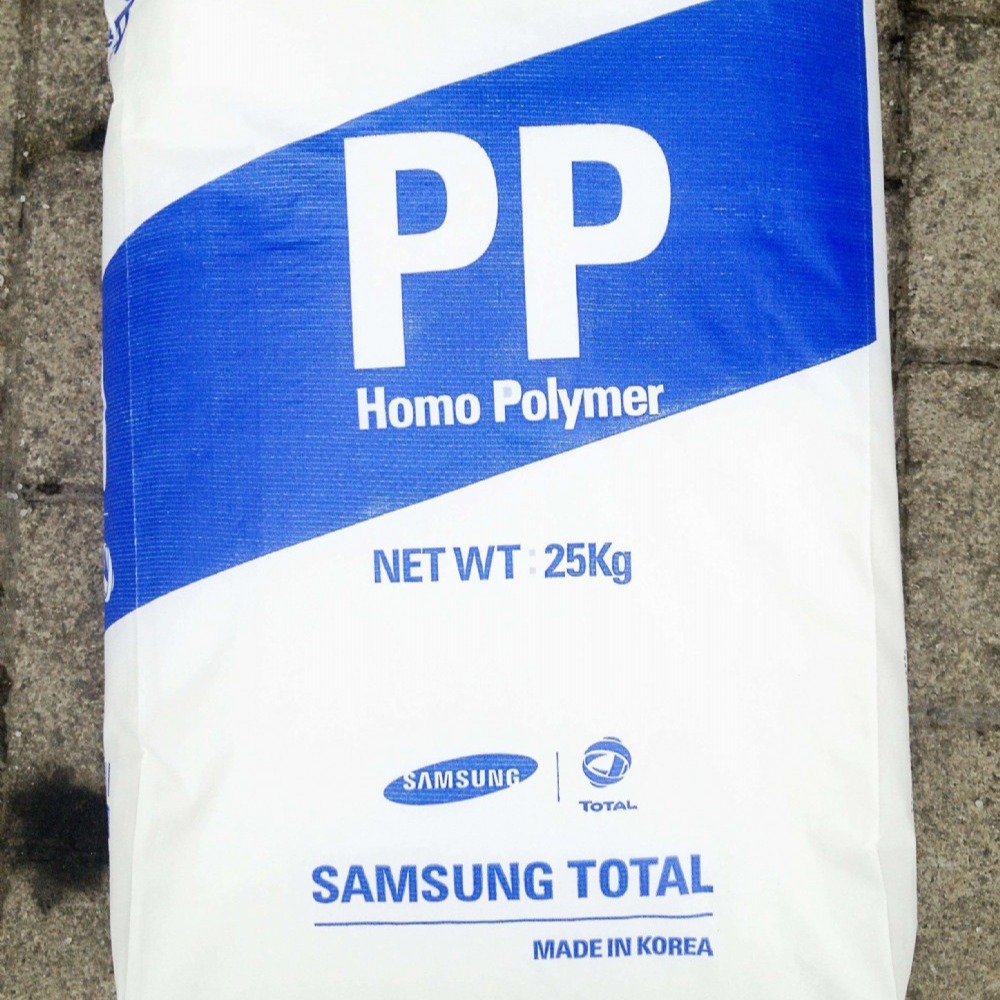 PP
Homo Polymer
NET WT : 25Kg
SAMSUNG
TOTAL
SAMSUNG TOTAL
MADE IN KOREA